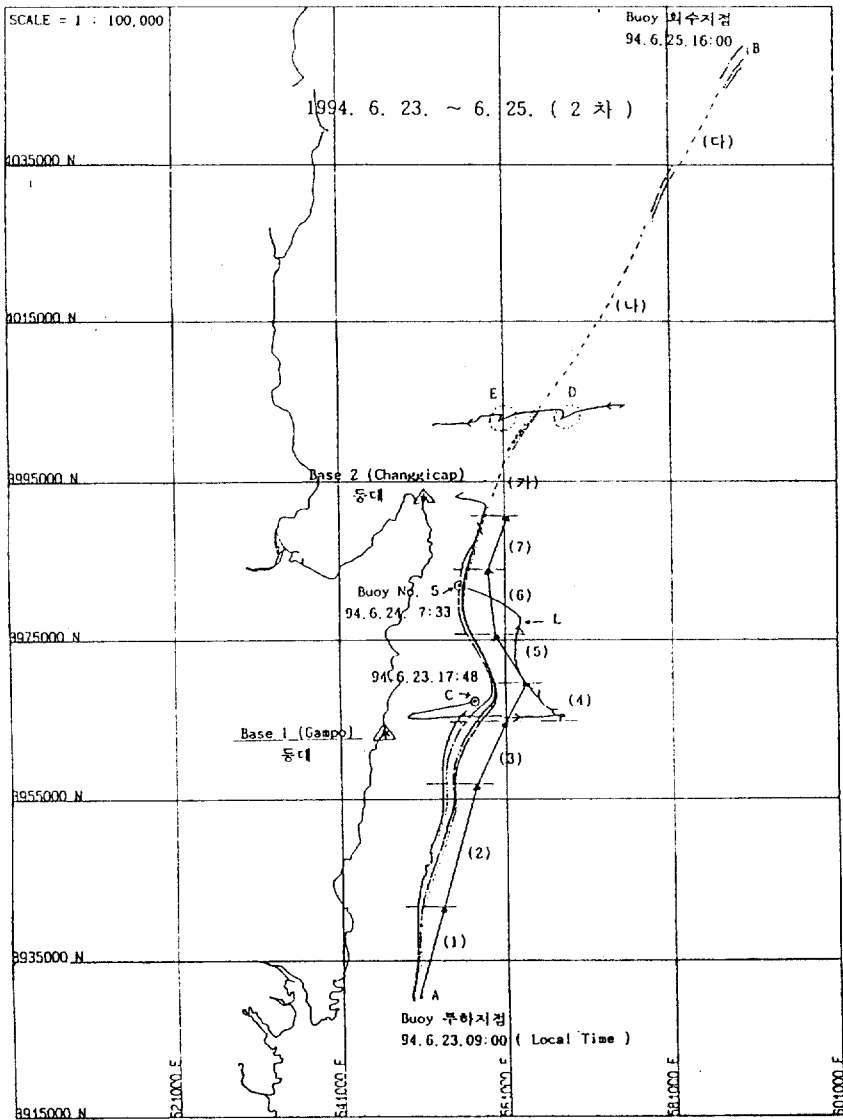 SCALE = 1 : 100,000
Buoy 회수지점
94.6.25.16:00
B
1994. 6. 23. ~ 6. 25. ( 2 차 )
(다)
4035000 N
(나)
4015000 N
E
D
3995000 N
(가)
Base 2 (Changgicap)
등대
(7)
(6)
Buoy No. 5
94.6.24. 7:33
L
3925000 N
(5)
94.6.23.17:48
C
(4)
Base 1 (Gampo)
등대
(3)
3955000 N
(2)
(1)
3935000 N
A
Buoy 부하지점
94.6.23.09:00 ( Local Time )
521000 E
541000 E
561000 E
581000 E
601000 E
3915000 N